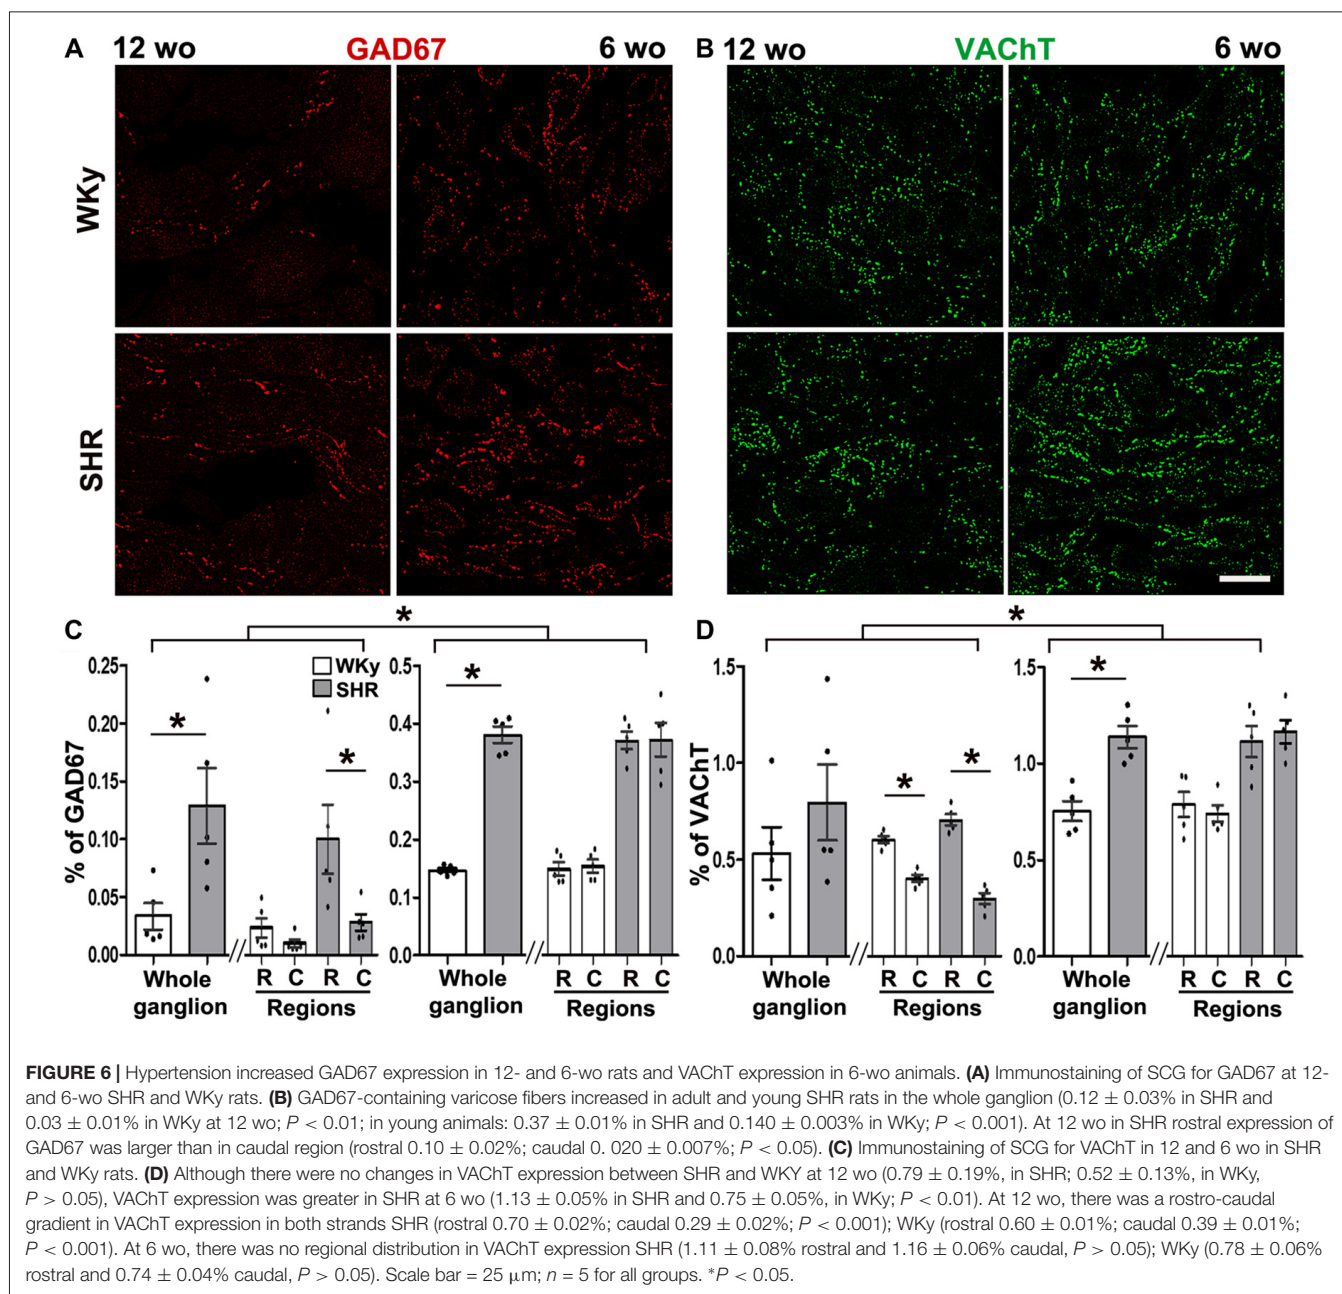 A 12 wo GAD67 6 wo B 12 wo VAChT 6 wo
WKy
SHR
C * D *
WKy
SHR
% of GAD67
0.25
0.20
0.15
0.10
0.05
0.00
* *
Whole
ganglion
R C R C
Regions
0.5
0.4
0.3
0.2
0.1
0.0
*
Whole
ganglion
R C R C
Regions
% of VAChT
1.5
1.0
0.5
0.0
* *
Whole
ganglion
R C R C
Regions
1.5
1.0
0.5
0.0
*
Whole
ganglion
R C R C
Regions
FIGURE 6 | Hypertension increased GAD67 expression in 12- and 6-wo rats and VAChT expression in 6-wo animals. (A) Immunostaining of SCG for GAD67 at 12-
and 6-wo SHR and WKy rats. (B) GAD67-containing varicose fibers increased in adult and young SHR rats in the whole ganglion (0.12 ± 0.03% in SHR and
0.03 ± 0.01% in WKy at 12 wo; P < 0.01; in young animals: 0.37 ± 0.01% in SHR and 0.140 ± 0.003% in WKy; P < 0.001). At 12 wo in SHR rostral expression of
GAD67 was larger than in caudal region (rostral 0.10 ± 0.02%; caudal 0. 020 ± 0.007%; P < 0.05). (C) Immunostaining of SCG for VAChT in 12 and 6 wo in SHR
and WKy rats. (D) Although there were no changes in VAChT expression between SHR and WKY at 12 wo (0.79 ± 0.19%, in SHR; 0.52 ± 0.13%, in WKy,
P > 0.05), VAChT expression was greater in SHR at 6 wo (1.13 ± 0.05% in SHR and 0.75 ± 0.05%, in WKy; P < 0.01). At 12 wo, there was a rostro-caudal
gradient in VAChT expression in both strands SHR (rostral 0.70 ± 0.02%; caudal 0.29 ± 0.02%; P < 0.001); WKy (rostral 0.60 ± 0.01%; caudal 0.39 ± 0.01%;
P < 0.001). At 6 wo, there was no regional distribution in VAChT expression SHR (1.11 ± 0.08% rostral and 1.16 ± 0.06% caudal, P > 0.05); WKy (0.78 ± 0.06%
rostral and 0.74 ± 0.04% caudal, P > 0.05). Scale bar = 25 μm; n = 5 for all groups. *P < 0.05.